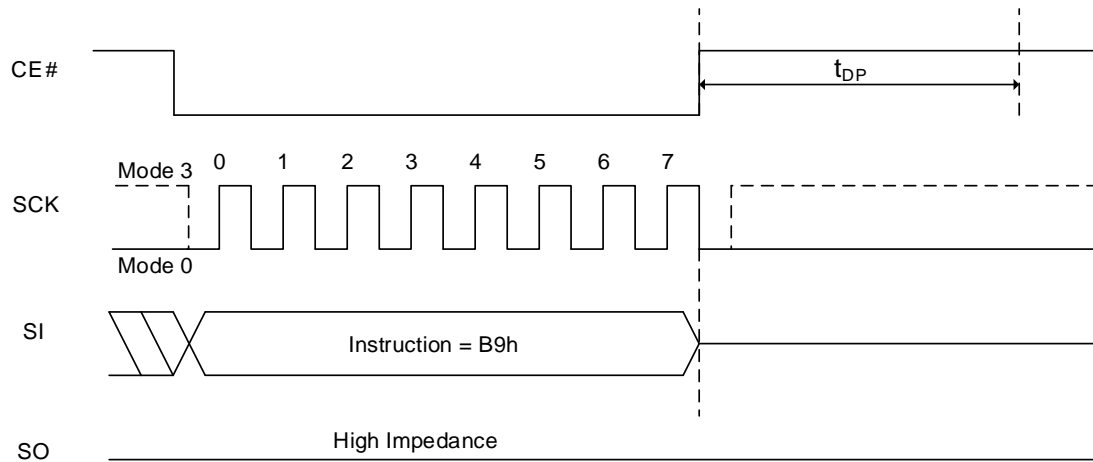 CE#
tDP
Mode 3
0 1 2 3 4 5 6 7
SCK
Mode 0
SI
Instruction = B9h
High Impedance
SO